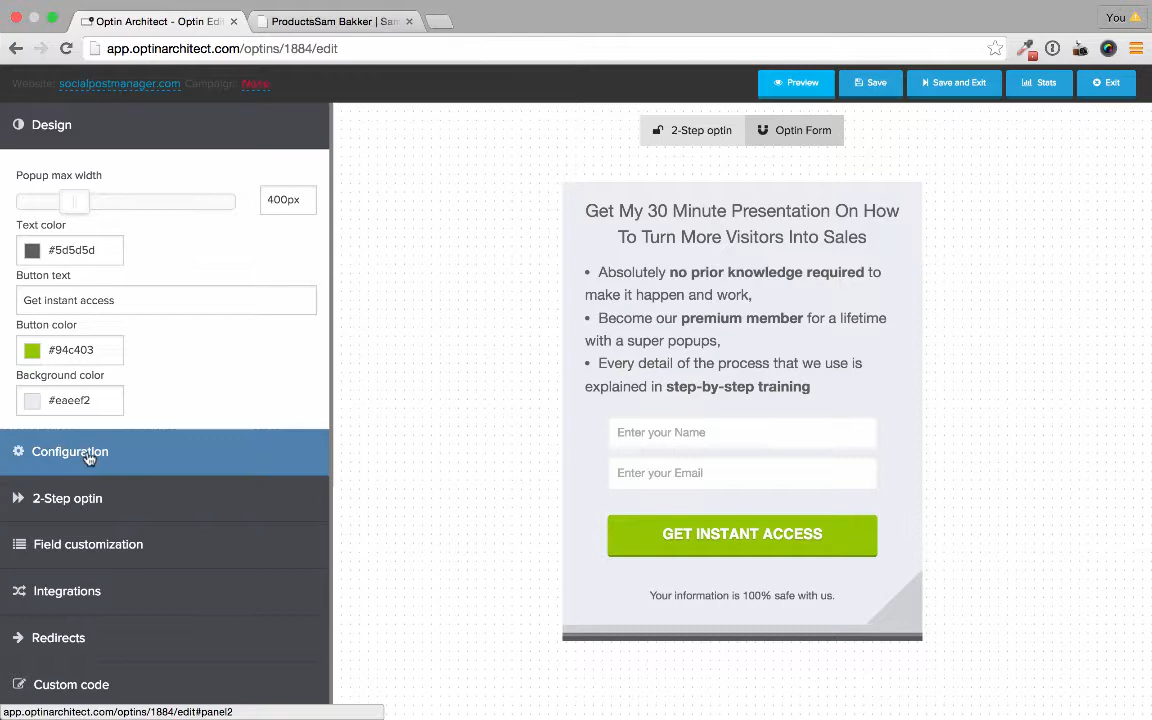 Optin Architect - Optin Edi
ProductsSam Bakker | Sam
You
app.optinarchitect.com/optins/1884/edit
Website: socialpostmanager.com Campaign: None
Preview
Save
Save and Exit
Stats
Exit
Design
2-Step optin
Optin Form
Popup max width
400px
Text color
#5d5d5d
Button text
Get instant access
Button color
#94c403
Background color
#eaeef2
Configuration
2-Step optin
Field customization
Integrations
Redirects
Custom code
app.optinarchitect.com/optins/1884/edit#panel2
Get My 30 Minute Presentation On How
To Turn More Visitors Into Sales
• Absolutely no prior knowledge required to
make it happen and work,
• Become our premium member for a lifetime
with a super popups,
• Every detail of the process that we use is
explained in step-by-step training
Enter your Name
Enter your Email
GET INSTANT ACCESS
Your information is 100% safe with us.